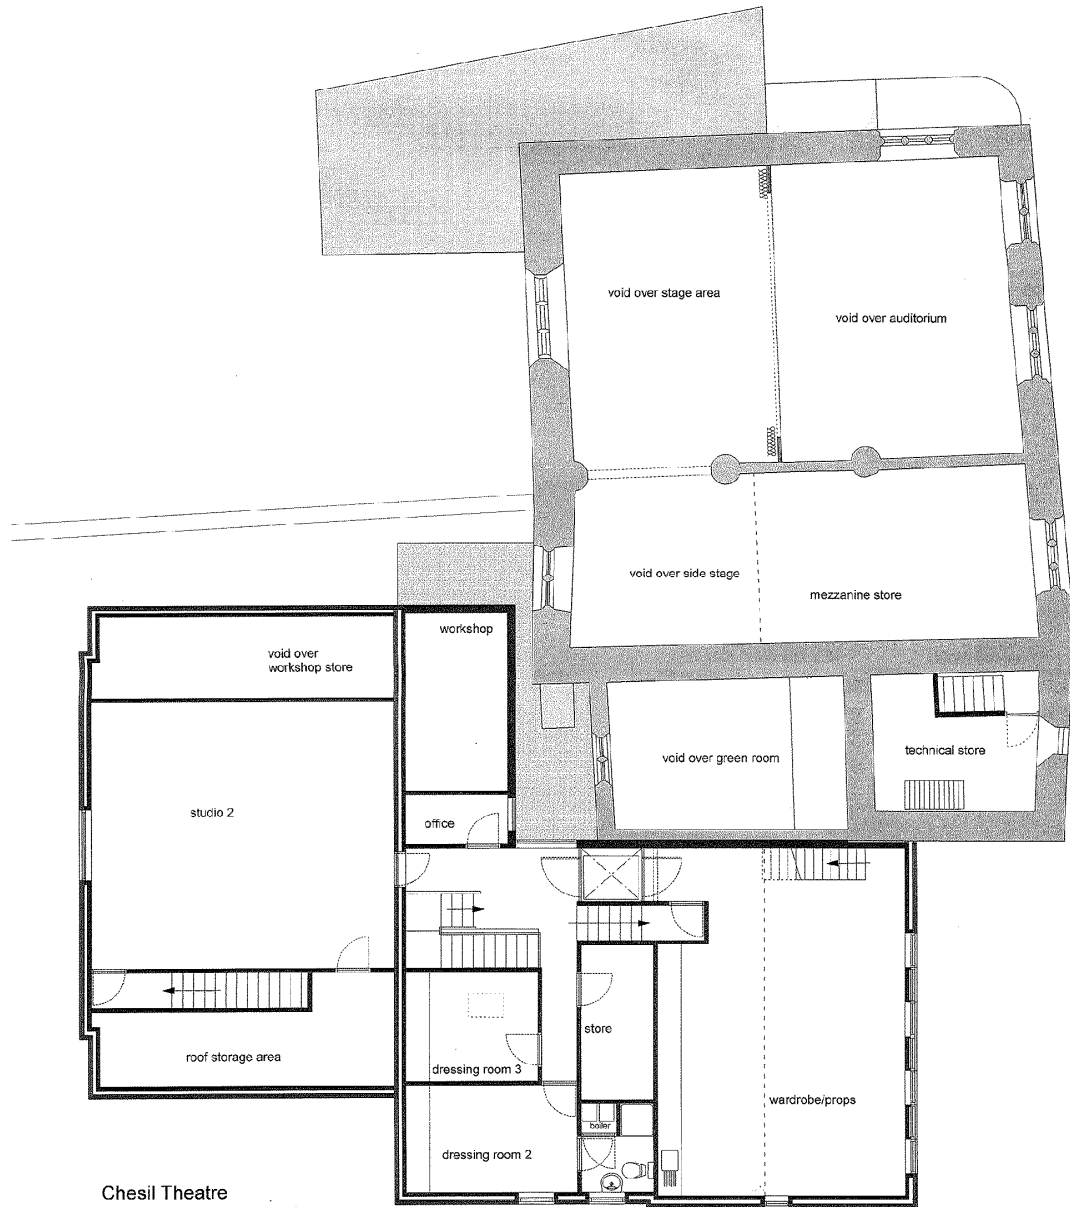 void over stage area
void over auditorium
void over side stage
mezzanine store
workshop
void over
workshop store
void over green room
technical store
studio 2
office
store
roof storage area
dressing room 3
wardrobe/props
boiler
dressing room 2
Chesil Theatre